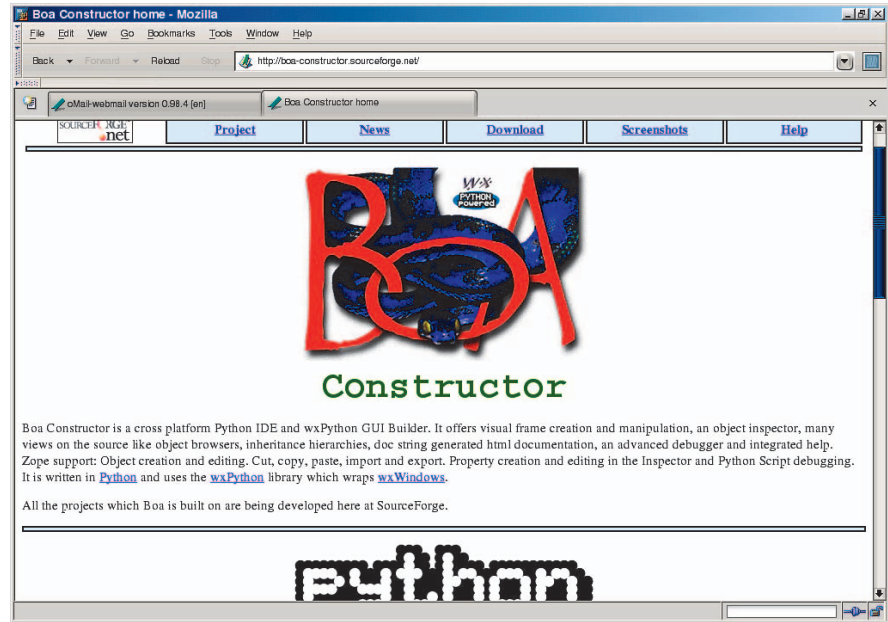 Boa Constructor home - Mozilla
File Edit View Go Bookmarks Tools Window Help
Back Forward Reload Stop http://boa-constructor.sourceforge.net/
oMail-webmail version 0.98.4 [en] Boa Constructor home
SOURCEFORGE
.net Project News Download Screenshots Help
W·X·
PYTHON
POWERED
BOA
Constructor
Boa Constructor is a cross platform Python IDE and wxPython GUI Builder. It offers visual frame creation and manipulation, an object inspector, many
views on the source like object browsers, inheritance hierarchies, doc string generated html documentation, an advanced debugger and integrated help.
Zope support: Object creation and editing. Cut, copy, paste, import and export. Property creation and editing in the Inspector and Python Script debugging.
It is written in Python and uses the wxPython library which wraps wxWindows.
All the projects which Boa is built on are being developed here at SourceForge.
python